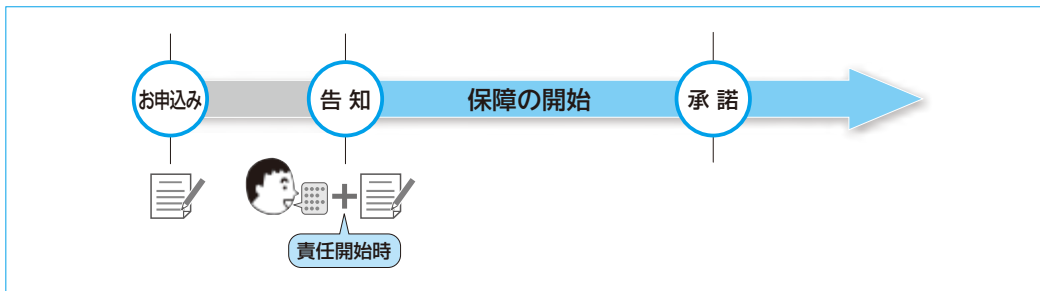 お申込み
告知
保障の開始
承諾
責任開始時